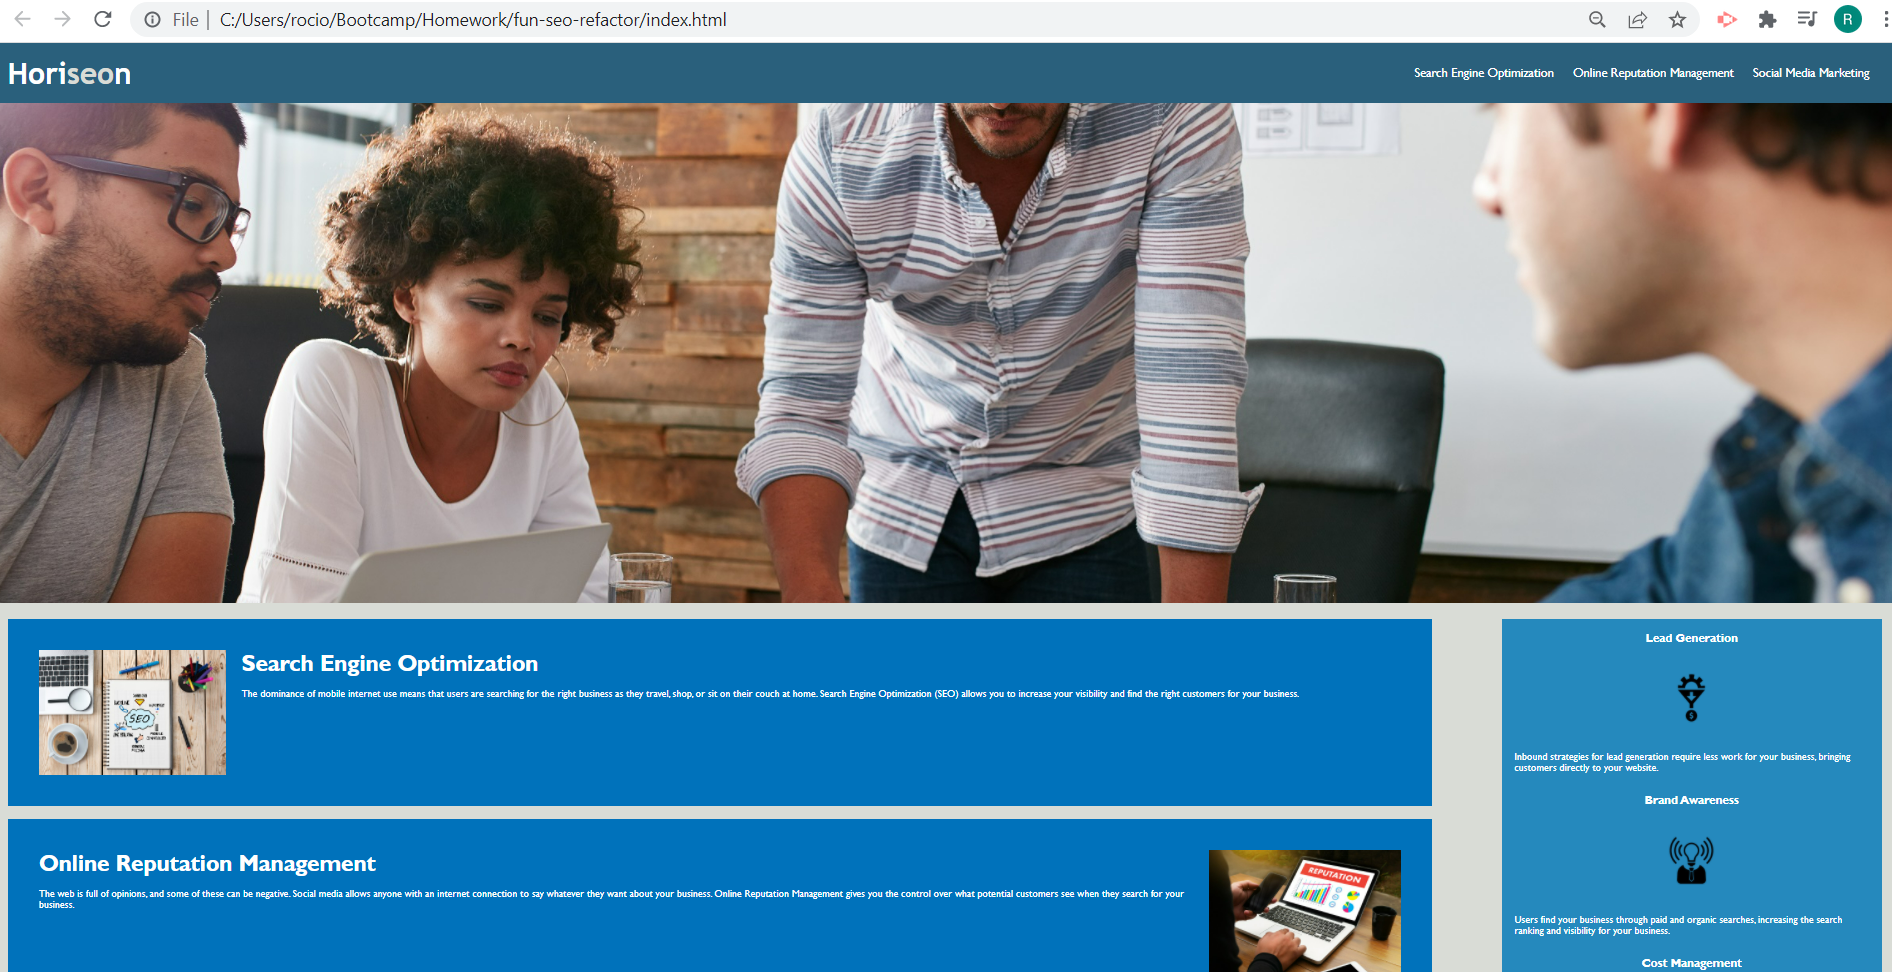 File | C:/Users/rocio/Bootcamp/Homework/fun-seo-refactor/index.html
R
Horiseon
Search Engine Optimization Online Reputation Management Social Media Marketing
SEO
Search Engine Optimization
The dominance of mobile internet use means that users are searching for the right business as they travel, shop, or sit on their couch at home. Search Engine Optimization (SEO) allows you to increase your visibility and find the right customers for your business.
Online Reputation Management
The web is full of opinions, and some of these can be negative. Social media allows anyone with an internet connection to say whatever they want about your business. Online Reputation Management gives you the control over what potential customers see when they search for your
business.
REPUTATION
Lead Generation
$
Inbound strategies for lead generation require less work for your business, bringing
customers directly to your website.
Brand Awareness
Users find your business through paid and organic searches, increasing the search
ranking and visibility for your business.
Cost Management